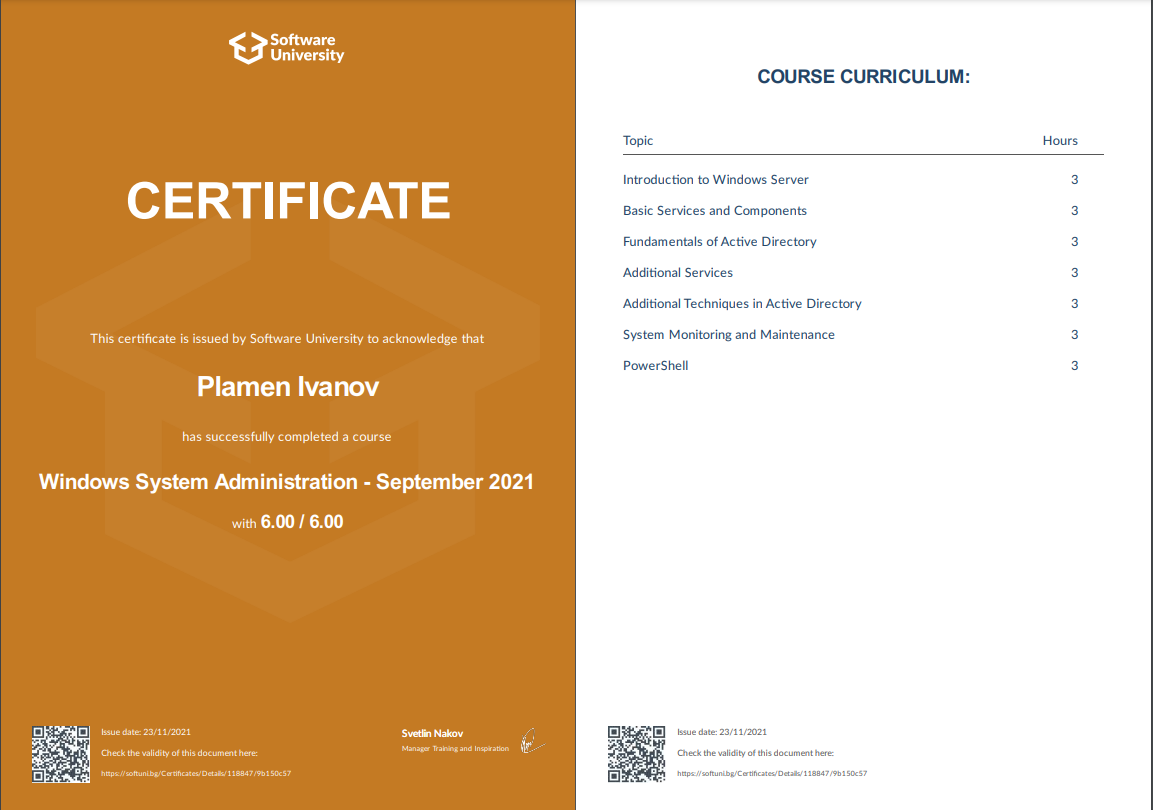 Software
University
CERTIFICATE
This certificate is issued by Software University to acknowledge that
Plamen Ivanov
has successfully completed a course
Windows System Administration - September 2021
with 6.00 / 6.00
Issue date: 23/11/2021
Check the validity of this document here:
https://softuni.bg/Certificates/Details/118847/9b150c57
Svetlin Nakov
Manager Training and Inspiration
COURSE CURRICULUM:
Topic Hours
Introduction to Windows Server 3
Basic Services and Components 3
Fundamentals of Active Directory 3
Additional Services 3
Additional Techniques in Active Directory 3
System Monitoring and Maintenance 3
PowerShell 3
Issue date: 23/11/2021
Check the validity of this document here:
https://softuni.bg/Certificates/Details/118847/9b150c57